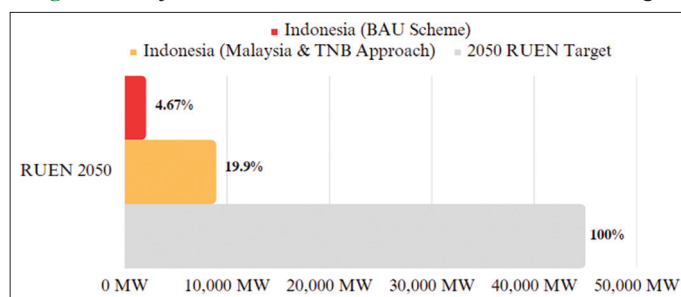 Indonesia (BAU Scheme)
Indonesia (Malaysia & TNB Approach) 2050 RUEN Target
4.67%
RUEN 2050
19.9%
100%
0 MW 10,000 MW 20,000 MW 30,000 MW 40,000 MW 50,000 MW